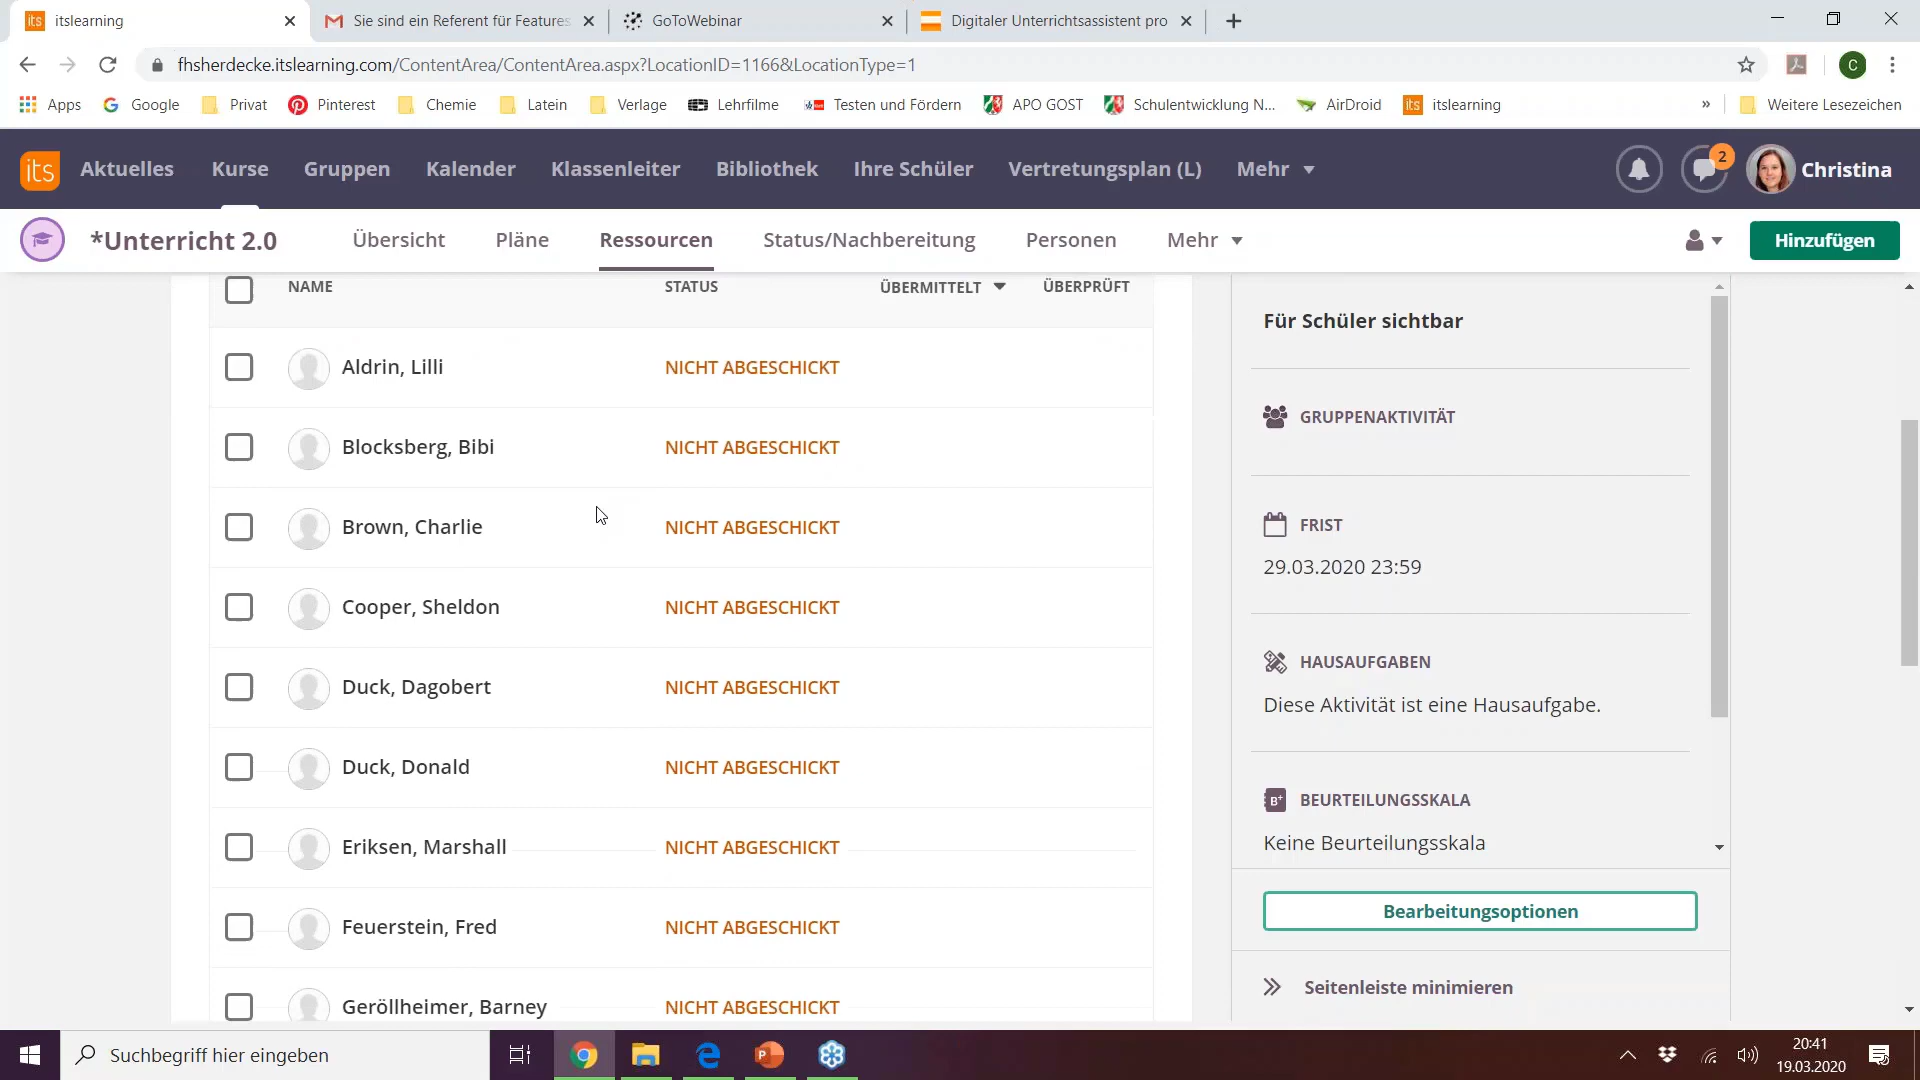 its itslearning
Sie sind ein Referent für Features
GoToWebinar
Digitaler Unterrichtsassistent pro
fhsherdecke.itslearning.com/ContentArea/ContentArea.aspx?LocationID=1166&LocationType=1
C
Apps Google Privat Pinterest Chemie Latein Verlage Lehrfilme Testen und Fördern APO GOST Schulentwicklung N... AirDroid its itslearning » Weitere Lesezeichen
its Aktuelles Kurse Gruppen Kalender Klassenleiter Bibliothek Ihre Schüler Vertretungsplan (L) Mehr 2 Christina
*Unterricht 2.0 Übersicht Pläne Ressourcen Status/Nachbereitung Personen Mehr Hinzufügen
NAME STATUS ÜBERMITTELT ÜBERPRÜFT
Aldrin, Lilli NICHT ABGESCHICKT
Blocksberg, Bibi NICHT ABGESCHICKT
Brown, Charlie NICHT ABGESCHICKT
Cooper, Sheldon NICHT ABGESCHICKT
Duck, Dagobert NICHT ABGESCHICKT
Duck, Donald NICHT ABGESCHICKT
Eriksen, Marshall NICHT ABGESCHICKT
Feuerstein, Fred NICHT ABGESCHICKT
Geröllheimer, Barney NICHT ABGESCHICKT
Für Schüler sichtbar
GRUPPENAKTIVITÄT
FRIST
29.03.2020 23:59
HAUSAUFGABEN
Diese Aktivität ist eine Hausaufgabe.
B+ BEURTEILUNGSSKALA
Keine Beurteilungsskala
Bearbeitungsoptionen
Seitenleiste minimieren
Suchbegriff hier eingeben
20:41
19.03.2020